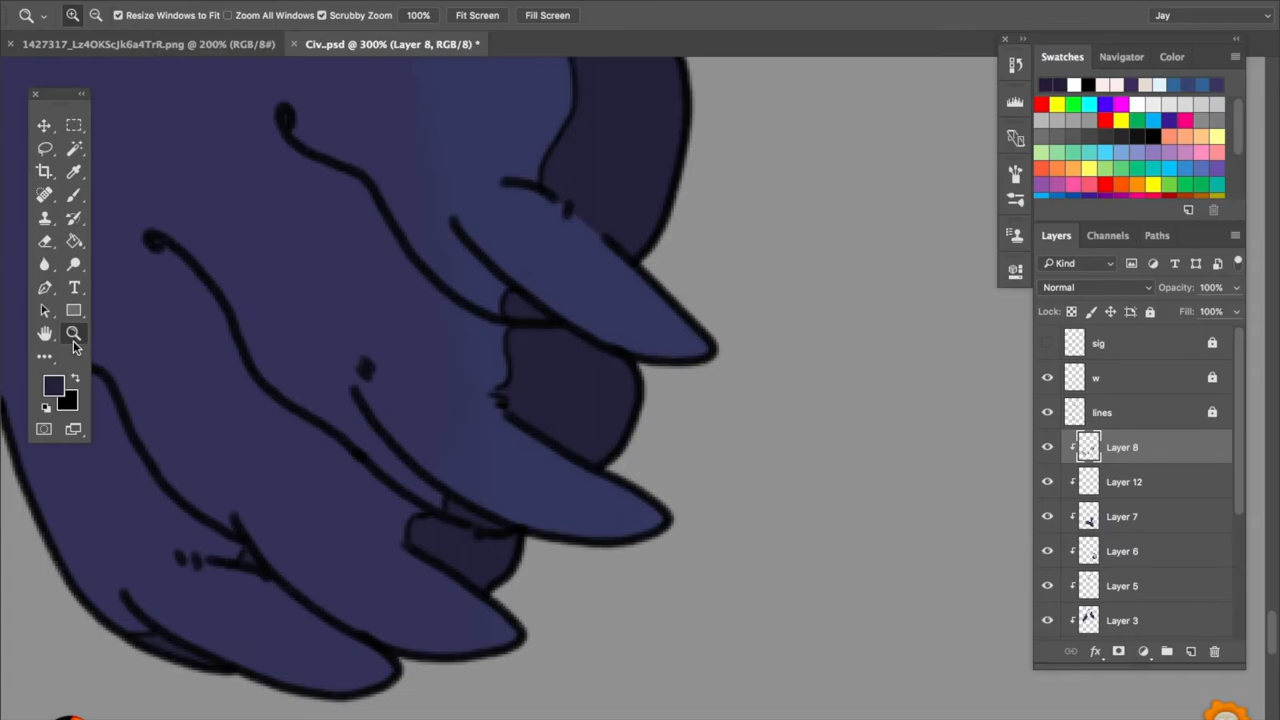 Resize Windows to Fit Zoom All Windows Scrubby Zoom 100% Fit Screen Fill Screen Jay
1427317_Lz4OKScJk6a4TrR.png @ 200% (RGB/8#) Civ..psd @ 300% (Layer 8, RGB/8) *
Swatches Navigator Color
Layers Channels Paths
Kind
Normal Opacity: 100%
Lock: Fill: 100%
sig
w
lines
Layer 8
Layer 12
Layer 7
Layer 6
Layer 5
Layer 3
fx